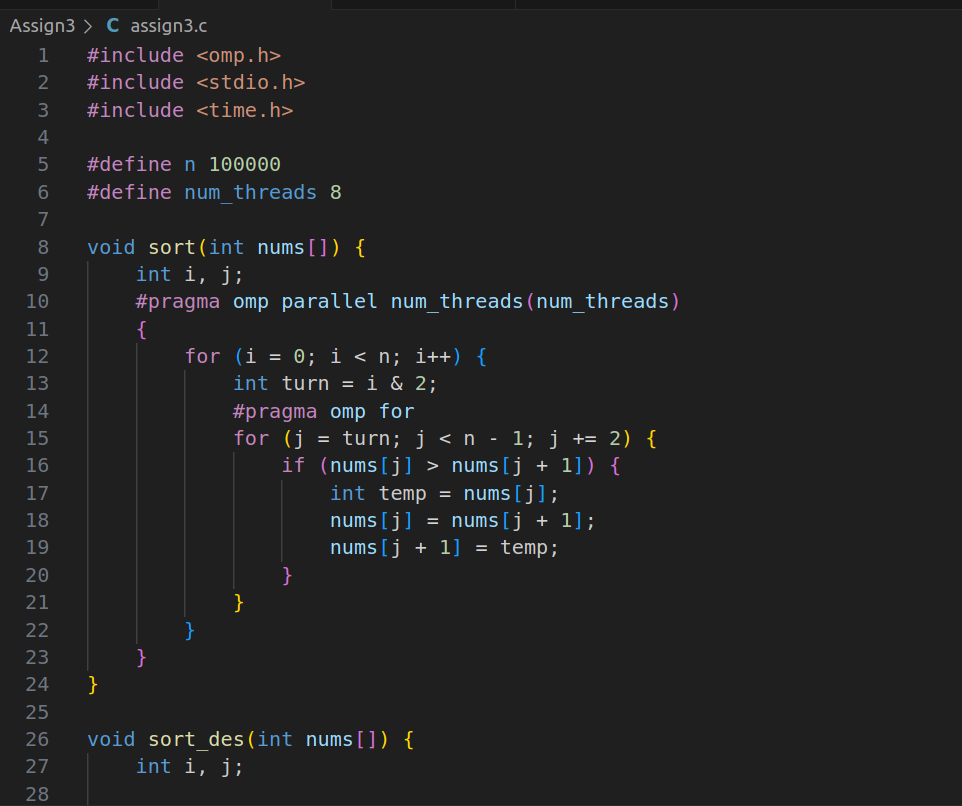 Assign3 > C assign3.c
1 #include <omp.h>
2 #include <stdio.h>
3 #include <time.h>
4
5 #define n 100000
6 #define num_threads 8
7
8 void sort(int nums[]) {
9     int i, j;
10     #pragma omp parallel num_threads(num_threads)
11     {
12         for (i = 0; i < n; i++) {
13             int turn = i & 2;
14             #pragma omp for
15             for (j = turn; j < n - 1; j += 2) {
16                 if (nums[j] > nums[j + 1]) {
17                     int temp = nums[j];
18                     nums[j] = nums[j + 1];
19                     nums[j + 1] = temp;
20                 }
21             }
22         }
23     }
24 }
25
26 void sort_des(int nums[]) {
27     int i, j;
28